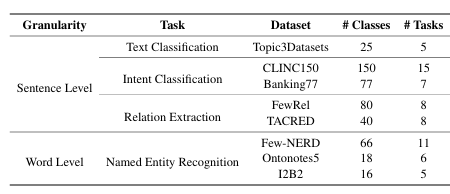 Granularity Task Dataset # Classes # Tasks
Text Classification Topic3Datasets 25 5
Sentence Level Intent Classification CLINC150 150 15
Banking77 77 7
Relation Extraction FewRel 80 8
TACRED 40 8
Word Level Named Entity Recognition Few-NERD 66 11
Ontonotes5 18 6
I2B2 16 5